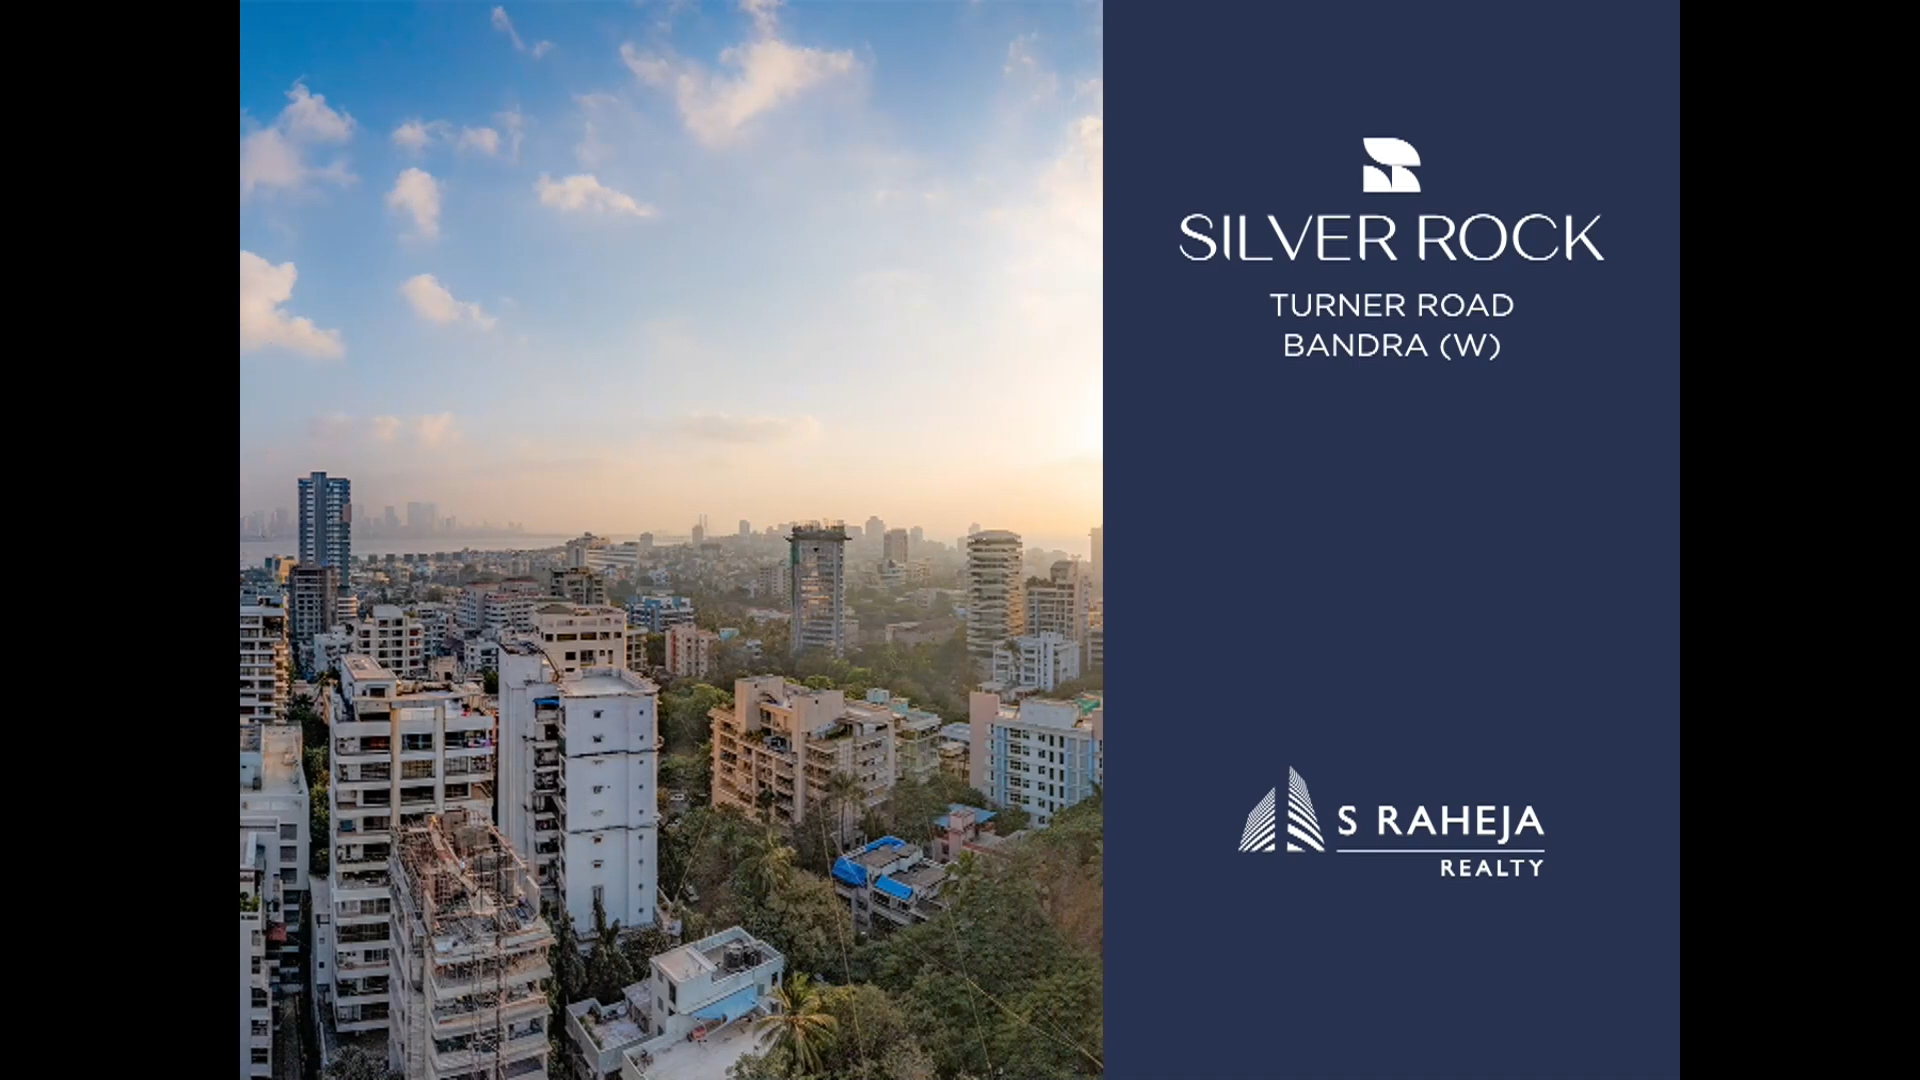 SILVER ROCK
TURNER ROAD
BANDRA (W)
S RAHEJA
REALTY